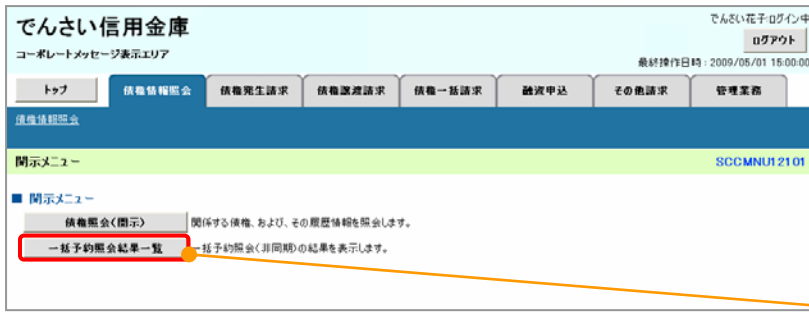 でんさい信用金庫
でんさい花子:ログイン中
コーポレートメッセージ表示エリア
ログアウト
最終操作日時:2009/05/01 15:00:00
トップ
債権情報照会
債権発生請求
債権譲渡請求
債権一括請求
融資申込
その他請求
管理業務
債権情報照会
開示メニュー
SCCMNU12101
■ 開示メニュー
債権照会(開示)
関係する債権、および、その履歴情報を照会します。
一括予約照会結果一覧
一括予約照会(非同期)の結果を表示します。